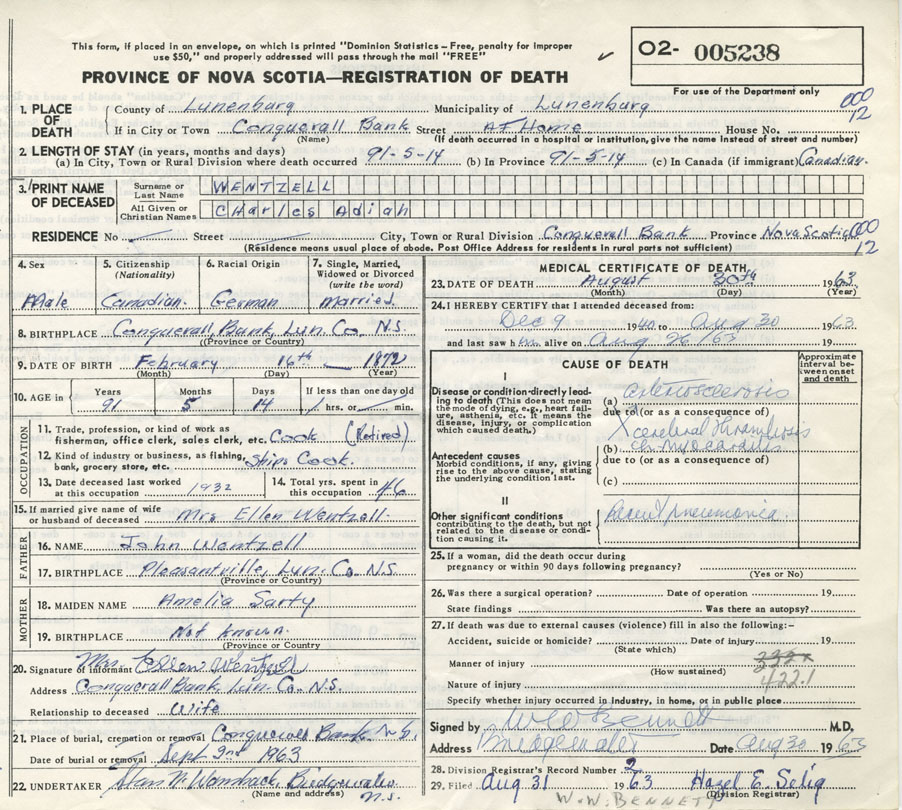 This form, if placed in an envelope, on which is printed "Dominion Statistics – Free, penalty for improper
use $50," and properly addressed will pass through the mail "FREE"
O2- 005238
PROVINCE OF NOVA SCOTIA—REGISTRATION OF DEATH
For use of the Department only
1. PLACE OF DEATH County of Lunenburg Municipality of Lunenburg 000 12
If in City or Town Conquerall Bank Street At Home House No.
(Name) (If death occurred in a hospital or institution, give the name instead of street and number)
2. LENGTH OF STAY (in years, months and days)
(a) In City, Town or Rural Division where death occurred 91-5-14 (b) In Province 91-5-14 (c) In Canada (if immigrant) Canadian.
3. PRINT NAME OF DECEASED Surname or Last Name WENTZELL
All Given or Christian Names Charles Adiah
RESIDENCE No Street City, Town or Rural Division Conquerall Bank Province Nova Scotia 000 12
(Residence means usual place of abode. Post Office Address for residents in rural parts not sufficient)
4. Sex Male
5. Citizenship (Nationality) Canadian.
6. Racial Origin German
7. Single, Married, Widowed or Divorced (write the word) Married.
8. BIRTHPLACE Conquerall Bank, Lun. Co. N.S.
(Province or Country)
9. DATE OF BIRTH February 16th 1872
(Month) (Day) (Year)
10. AGE in Years 91 Months 5 Days 14 If less than one day old hrs. or min.
OCCUPATION
11. Trade, profession, or kind of work as
fisherman, office clerk, sales clerk, etc. Cook (Retired)
12. Kind of industry or business, as fishing,
bank, grocery store, etc. Ships Cook.
13. Date deceased last worked at this occupation 1932
14. Total yrs. spent in this occupation 46
15. If married give name of wife
or husband of deceased Mrs Ellen Wentzell
FATHER
16. NAME John Wentzell
17. BIRTHPLACE Pleasantville, Lun. Co. N.S.
(Province or Country)
MOTHER
18. MAIDEN NAME Amelia Sarty
19. BIRTHPLACE Not known.
(Province or Country)
20. Signature of informant Mrs. Ellen Wentzell
Address Conquerall Bank Lun. Co. N.S.
Relationship to deceased Wife
21. Place of burial, cremation or removal Conquerall Bank N.S.
Date of burial or removal Sept 2nd 1963
22. UNDERTAKER Womback Bridgewater N.S.
(Name and address)
MEDICAL CERTIFICATE OF DEATH
23. DATE OF DEATH August 30th 1963
(Month) (Day) (Year)
24. I HEREBY CERTIFY that I attended deceased from:
Dec 9 1940 to Aug 30 1963
and last saw him alive on Aug 26/63 19
CAUSE OF DEATH
Approximate interval between onset and death
I
Disease or condition directly leading to death (This does not mean the mode of dying, e.g., heart failure, asthenia, etc. It means the disease, injury, or complication which caused death.)
(a)
due to (or as a consequence of)
cerebral thrombosis
Antecedent causes
Morbid conditions, if any, giving rise to the above cause, stating the underlying condition last.
(b)
due to (or as a consequence of)
(c)
II
Other significant conditions
contributing to the death, but not related to the disease or condition causing it.
pneumonia
25. If a woman, did the death occur during
pregnancy or within 90 days following pregnancy?
(Yes or No)
26. Was there a surgical operation? Date of operation 19
State findings Was there an autopsy?
27. If death was due to external causes (violence) fill in also the following:-
Accident, suicide or homicide? Date of injury 19
(State which)
Manner of injury 332x
(How sustained)
Nature of injury 422.1
Specify whether injury occurred in industry, in home, or in public place
Signed by W W Bennett M.D.
Address Bridgewater Date Aug 30 1963
28. Division Registrar's Record Number 2
29. Filed Aug 31 1963 Hazel E. Selig
(Division Registrar)
W.W. BENNETT